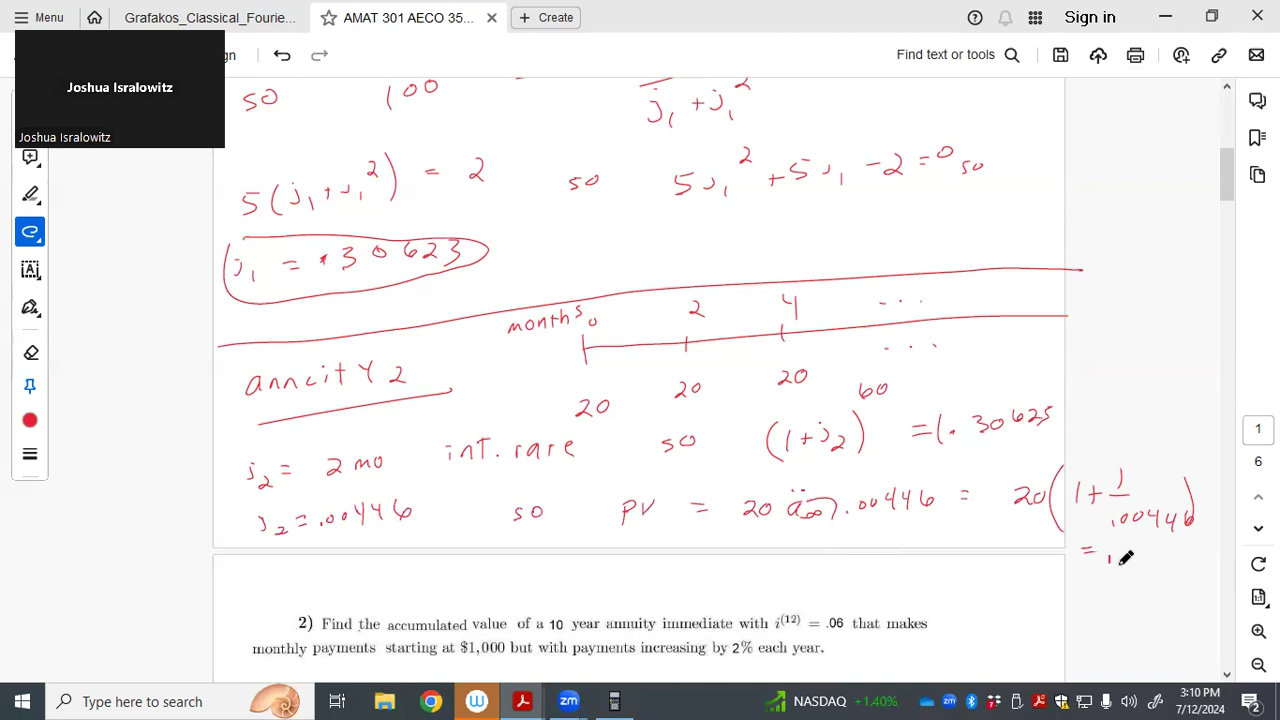 Menu
Grafakos_Classical_Fourie...
AMAT 301 AECO 35...
Create
Sign in
Find text or tools
Joshua Isralowitz
Joshua Isralowitz
so 100 = j₁ + j₁²
5(j₁ + j₁²) = 2 so 5j₁² + 5j₁ - 2 = 0 so
j₁ = .30623
months 0 2 4 ...
annuity 2
20 20 20 60 ...
j₂ = 2 mo int. rare so (1 + j₂) = 1.30625
j₂ = .00446 so PV = 20 ä∞⌉.00446 = 20(1 + 1/.00446)
=
2) Find the accumulated value of a 10 year annuity immediate with i⁽¹²⁾ = .06 that makes
monthly payments starting at $1,000 but with payments increasing by 2% each year.
1
6
Type here to search
NASDAQ +1.40%
3:10 PM
7/12/2024
2